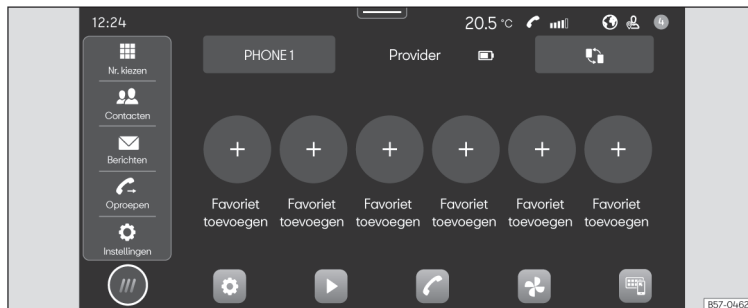 12:24
20.5 °C
4
PHONE 1
Provider
Nr. kiezen
Contacten
Berichten
Oproepen
Instellingen
Favoriet Favoriet Favoriet Favoriet Favoriet Favoriet
toevoegen toevoegen toevoegen toevoegen toevoegen toevoegen
B57-0462